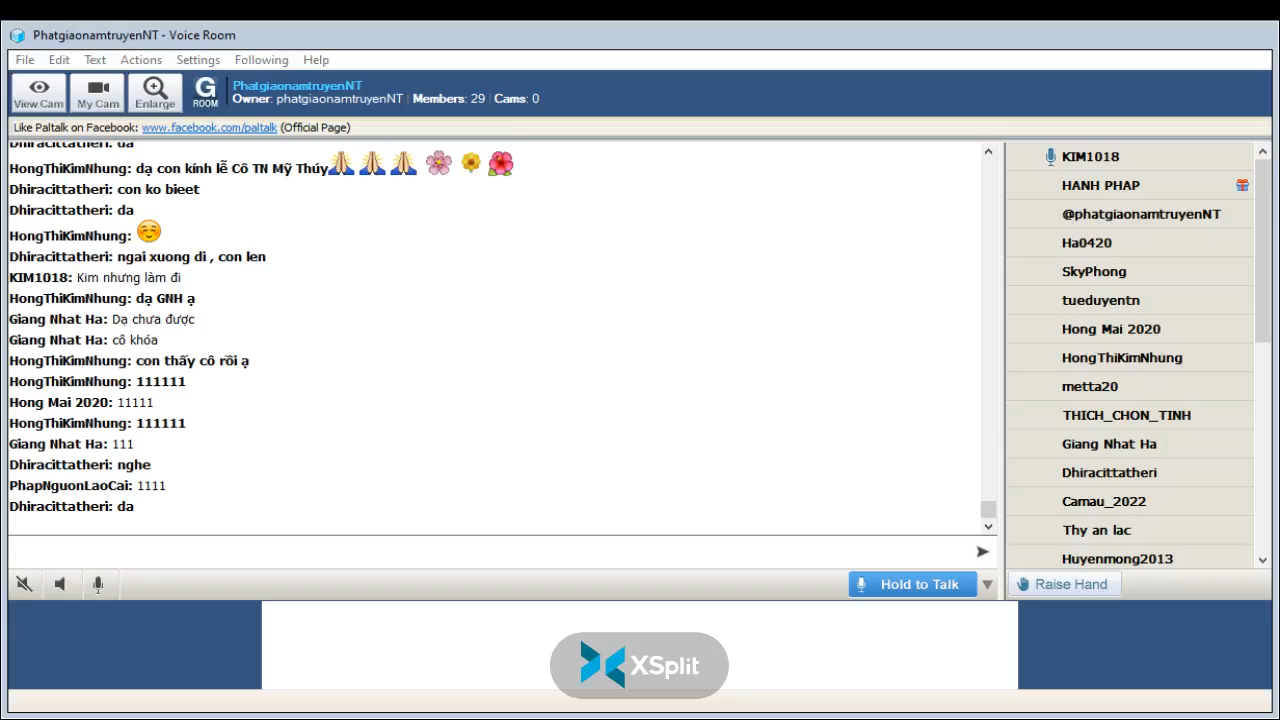 PhatgiaonamtruyenNT - Voice Room
File Edit Text Actions Settings Following Help
View Cam My Cam Enlarge G ROOM
PhatgiaonamtruyenNT
Owner: phatgiaonamtruyenNT | Members: 29 | Cams: 0
Like Paltalk on Facebook: www.facebook.com/paltalk (Official Page)
Dhiracittatheri: da
HongThiKimNhung: dạ con kính lễ Cô TN Mỹ Thúy
Dhiracittatheri: con ko bieet
Dhiracittatheri: da
HongThiKimNhung:
Dhiracittatheri: ngai xuong di , con len
KIM1018: Kim nhưng làm đi
HongThiKimNhung: dạ GNH ạ
Giang Nhat Ha: Dạ chưa được
Giang Nhat Ha: cô khóa
HongThiKimNhung: con thấy cô rồi ạ
HongThiKimNhung: 111111
Hong Mai 2020: 11111
HongThiKimNhung: 111111
Giang Nhat Ha: 111
Dhiracittatheri: nghe
PhapNguonLaoCai: 1111
Dhiracittatheri: da
KIM1018
HANH PHAP
@phatgiaonamtruyenNT
Ha0420
SkyPhong
tueduyentn
Hong Mai 2020
HongThiKimNhung
metta20
THICH_CHON_TINH
Giang Nhat Ha
Dhiracittatheri
Camau_2022
Thy an lac
Huyenmong2013
Hold to Talk
Raise Hand
XSplit